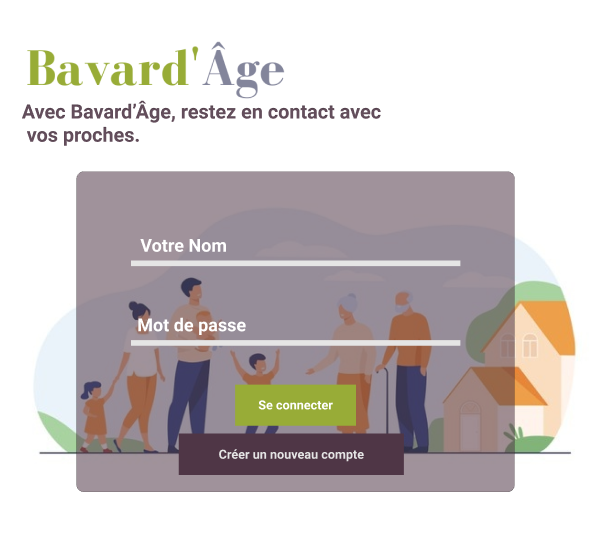 Bavard'Âge
Avec Bavard’Âge, restez en contact avec
vos proches.
Votre Nom
Mot de passe
Se connecter
Créer un nouveau compte